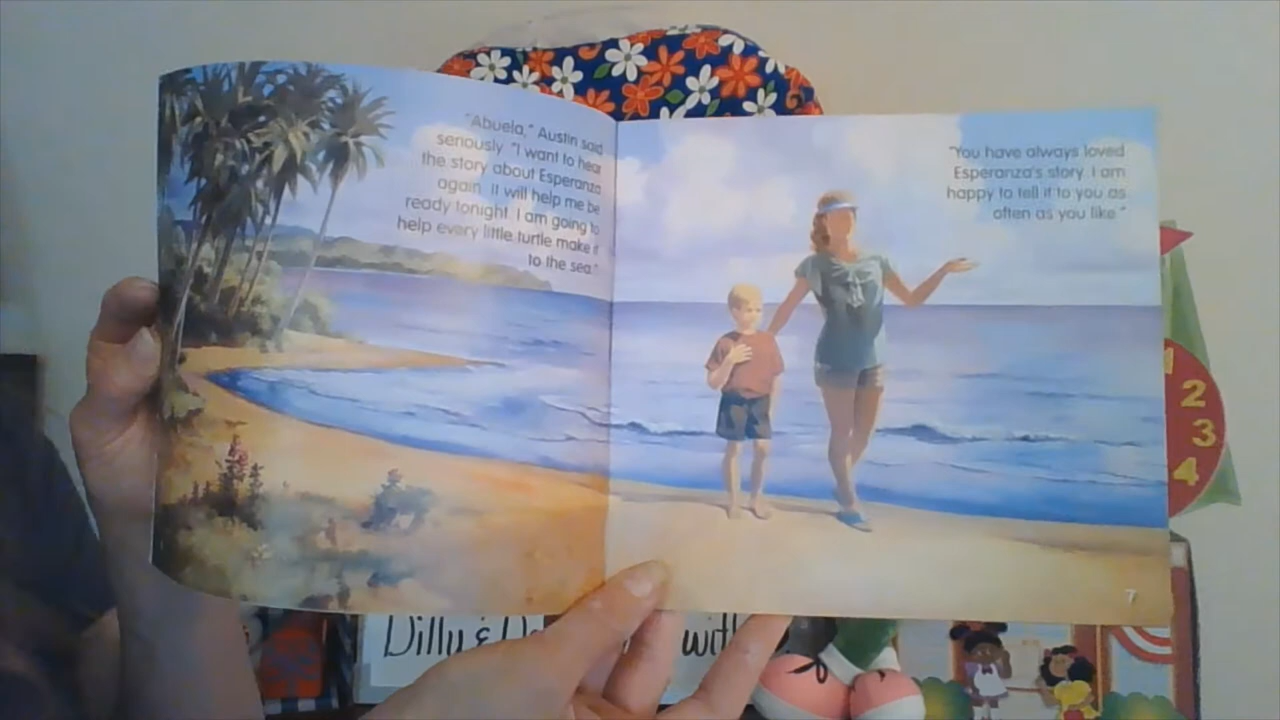 "Abuela," Austin said
seriously. "I want to hear
the story about Esperanza
again. It will help me be
ready tonight. I am going to
help every little turtle make it
to the sea."
"You have always loved
Esperanza's story. I am
happy to tell it to you as
often as you like."
7
1
2
3
4
Dilly & D
with